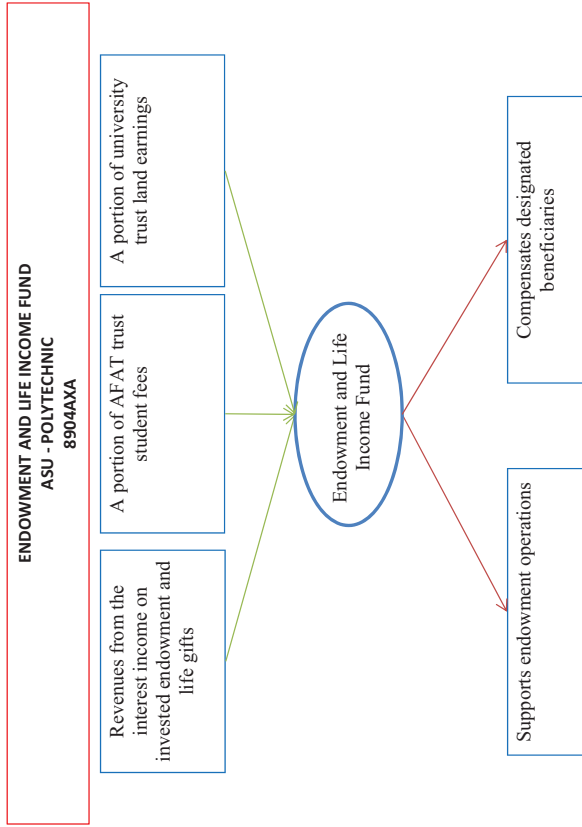 ENDOWMENT AND LIFE INCOME FUND
ASU - POLYTECHNIC
8904AXA
Revenues from the
interest income on
invested endowment and
life gifts
A portion of AFAT trust
student fees
A portion of university
trust land earnings
Endowment and Life
Income Fund
Supports endowment operations
Compensates designated
beneficiaries